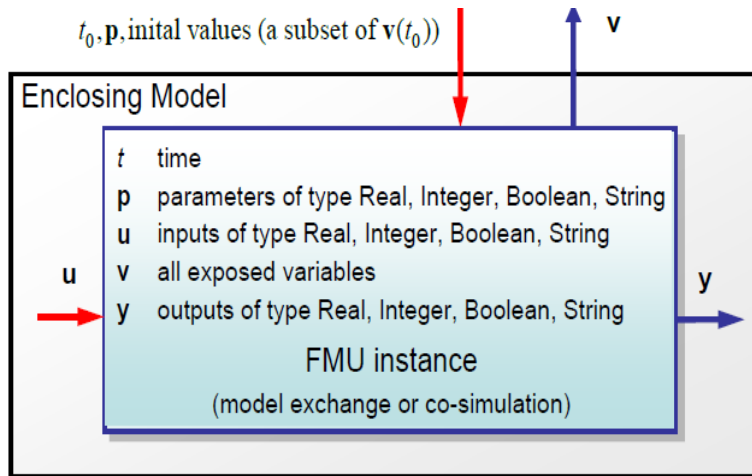 t₀,p,inital values (a subset of v(t₀))
v
Enclosing Model
t time
p parameters of type Real, Integer, Boolean, String
u inputs of type Real, Integer, Boolean, String
u
v all exposed variables
y
y outputs of type Real, Integer, Boolean, String
FMU instance
(model exchange or co-simulation)